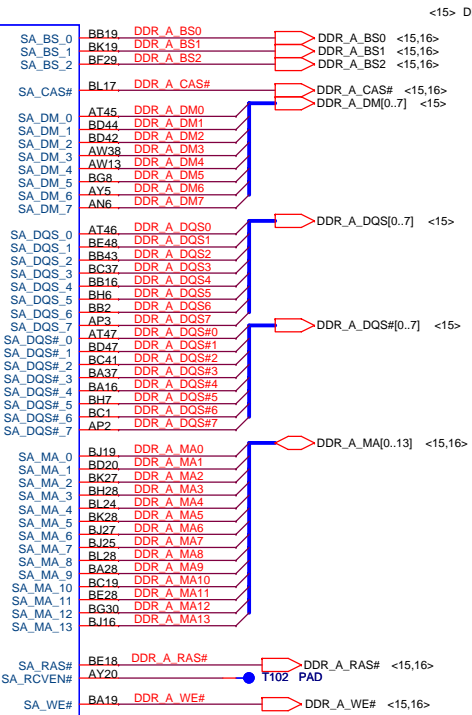 <15> D
SA_BS_0 BB19 DDR_A_BS0 DDR_A_BS0 <15,16>
SA_BS_1 BK19 DDR_A_BS1 DDR_A_BS1 <15,16>
SA_BS_2 BF29 DDR_A_BS2 DDR_A_BS2 <15,16>
SA_CAS# BL17 DDR_A_CAS# DDR_A_CAS# <15,16>
DDR_A_DM[0..7] <15>
SA_DM_0 AT45 DDR_A_DM0
SA_DM_1 BD44 DDR_A_DM1
SA_DM_2 BD42 DDR_A_DM2
SA_DM_3 AW38 DDR_A_DM3
SA_DM_4 AW13 DDR_A_DM4
SA_DM_5 BG8 DDR_A_DM5
SA_DM_6 AY5 DDR_A_DM6
SA_DM_7 AN6 DDR_A_DM7
DDR_A_DQS[0..7] <15>
SA_DQS_0 AT46 DDR_A_DQS0
SA_DQS_1 BE48 DDR_A_DQS1
SA_DQS_2 BB43 DDR_A_DQS2
SA_DQS_3 BC37 DDR_A_DQS3
SA_DQS_4 BB16 DDR_A_DQS4
SA_DQS_5 BH6 DDR_A_DQS5
SA_DQS_6 BB2 DDR_A_DQS6
SA_DQS_7 AP3 DDR_A_DQS7
DDR_A_DQS#[0..7] <15>
SA_DQS#_0 AT47 DDR_A_DQS#0
SA_DQS#_1 BD47 DDR_A_DQS#1
SA_DQS#_2 BC41 DDR_A_DQS#2
SA_DQS#_3 BA37 DDR_A_DQS#3
SA_DQS#_4 BA16 DDR_A_DQS#4
SA_DQS#_5 BH7 DDR_A_DQS#5
SA_DQS#_6 BC1 DDR_A_DQS#6
SA_DQS#_7 AP2 DDR_A_DQS#7
DDR_A_MA[0..13] <15,16>
SA_MA_0 BJ19 DDR_A_MA0
SA_MA_1 BD20 DDR_A_MA1
SA_MA_2 BK27 DDR_A_MA2
SA_MA_3 BH28 DDR_A_MA3
SA_MA_4 BL24 DDR_A_MA4
SA_MA_5 BK28 DDR_A_MA5
SA_MA_6 BJ27 DDR_A_MA6
SA_MA_7 BJ25 DDR_A_MA7
SA_MA_8 BL28 DDR_A_MA8
SA_MA_9 BA28 DDR_A_MA9
SA_MA_10 BC19 DDR_A_MA10
SA_MA_11 BE28 DDR_A_MA11
SA_MA_12 BG30 DDR_A_MA12
SA_MA_13 BJ16 DDR_A_MA13
SA_RAS# BE18 DDR_A_RAS# DDR_A_RAS# <15,16>
SA_RCVEN# AY20 T102 PAD
SA_WE# BA19 DDR_A_WE# DDR_A_WE# <15,16>